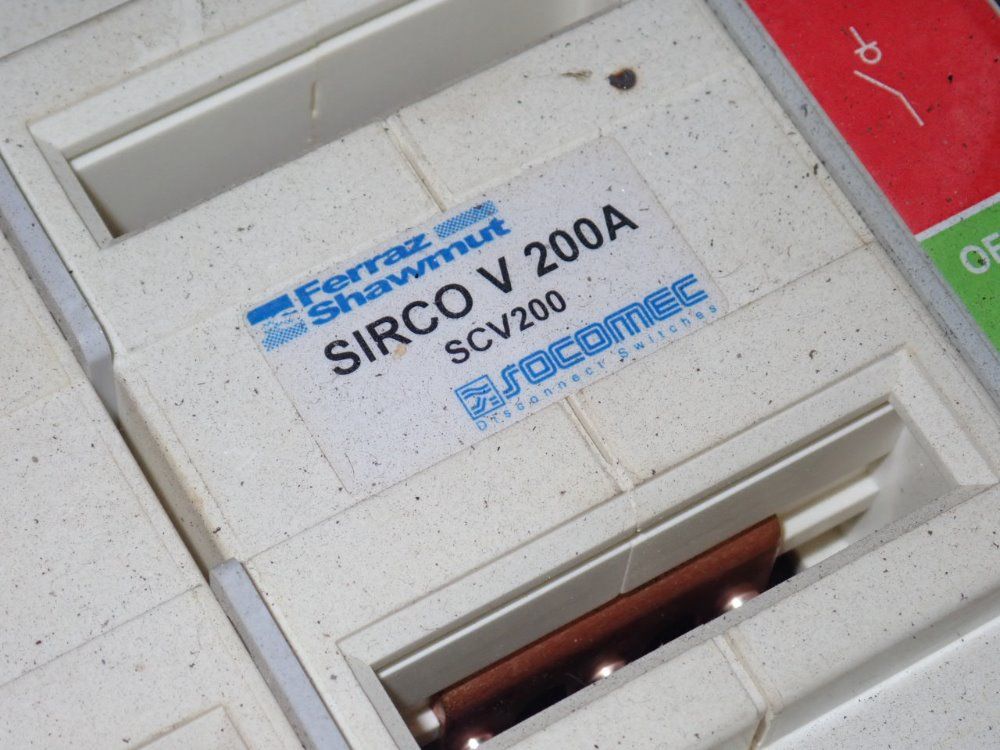 Ferraz
Shawmut
SIRCO V 200A
SCV200
SOCOMEC
Disconnect Switches